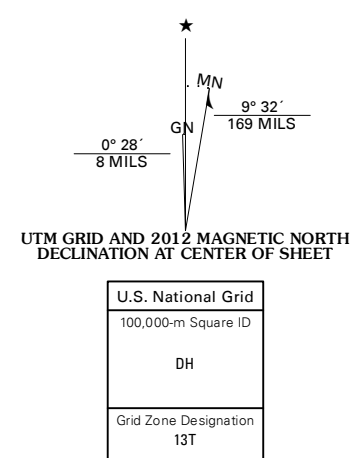 ★
MN
GN
9° 32´
169 MILS
0° 28´
8 MILS
UTM GRID AND 2012 MAGNETIC NORTH
DECLINATION AT CENTER OF SHEET
U.S. National Grid
100,000-m Square ID
DH
Grid Zone Designation
13T